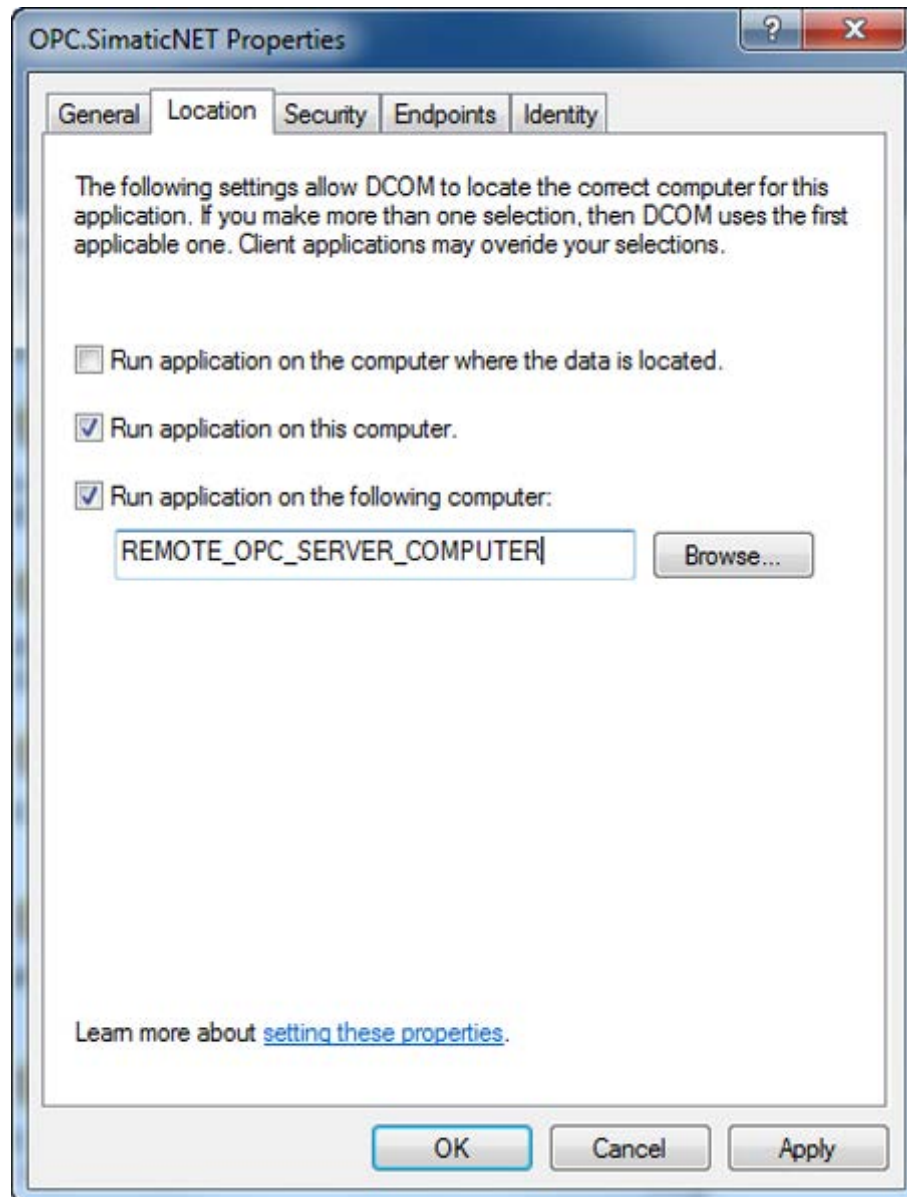 OPC.SimaticNET Properties
General Location Security Endpoints Identity
The following settings allow DCOM to locate the correct computer for this
application. If you make more than one selection, then DCOM uses the first
applicable one. Client applications may overide your selections.
Run application on the computer where the data is located.
Run application on this computer.
Run application on the following computer:
REMOTE_OPC_SERVER_COMPUTER
Browse...
Learn more about setting these properties.
OK Cancel Apply